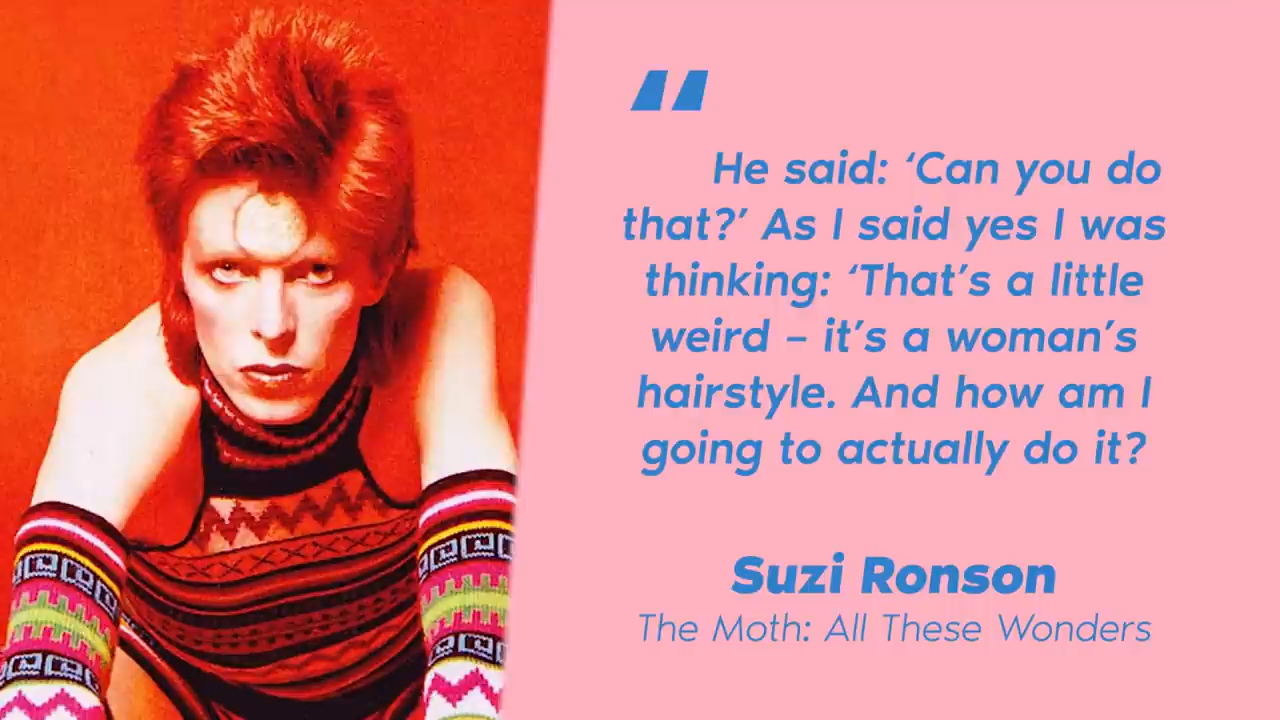 “
He said: ‘Can you do
that?’ As I said yes I was
thinking: ‘That’s a little
weird – it’s a woman’s
hairstyle. And how am I
going to actually do it?
Suzi Ronson
The Moth: All These Wonders